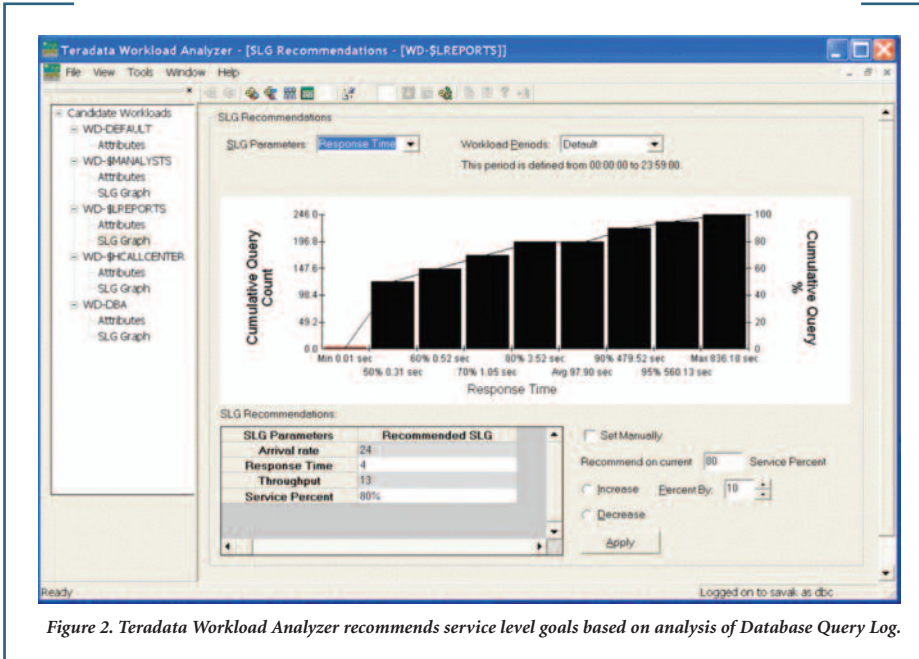 Teradata Workload Analyzer - [SLG Recommendations - [WD-$LREPORTS]]
File View Tools Window Help
Candidate Workloads
WD-DEFAULT
Attributes
WD-$MANALYSTS
Attributes
SLG Graph
WD-$LREPORTS
Attributes
SLG Graph
WD-$HCALLCENTER
Attributes
SLG Graph
WD-DBA
Attributes
SLG Graph
SLG Recommendations
SLG Parameters: Response Time
Workload Periods: Default
This period is defined from 00:00:00 to 23:59:00.
Cumulative Query Count
246.0
196.8
147.6
98.4
49.2
0.0
100
80
60
40
20
0
Cumulative Query %
Min 0.01 sec 60% 0.52 sec 80% 3.52 sec 90% 479.52 sec Max 836.18 sec
50% 0.31 sec 70% 1.05 sec Avg 97.90 sec 95% 560.13 sec
Response Time
SLG Recommendations:
SLG Parameters Recommended SLG
Arrival rate 24
Response Time 4
Throughput 13
Service Percent 80%
Set Manually
Recommend on current 80 Service Percent
Increase Percent By: 10
Decrease
Apply
Ready
Logged on to savak as dbc
Figure 2. Teradata Workload Analyzer recommends service level goals based on analysis of Database Query Log.